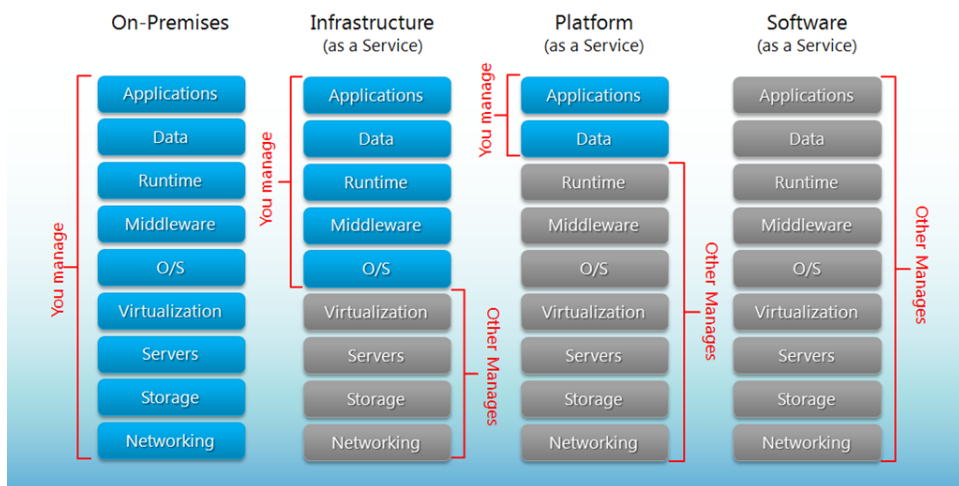 On-Premises
You manage
Applications
Data
Runtime
Middleware
O/S
Virtualization
Servers
Storage
Networking
Infrastructure
(as a Service)
You manage
Applications
Data
Runtime
Middleware
O/S
Virtualization
Servers
Storage
Networking
Other Manages
Platform
(as a Service)
You manage
Applications
Data
Runtime
Middleware
O/S
Virtualization
Servers
Storage
Networking
Other Manages
Software
(as a Service)
Applications
Data
Runtime
Middleware
O/S
Virtualization
Servers
Storage
Networking
Other Manages